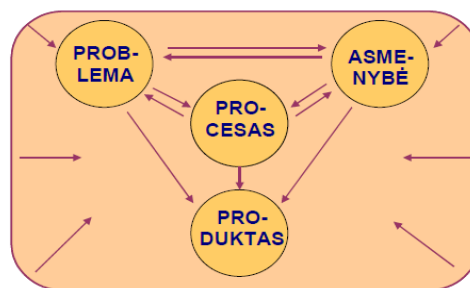 PROB-
LEMA
ASME-
NYBĖ
PRO-
CESAS
PRO-
DUKTAS